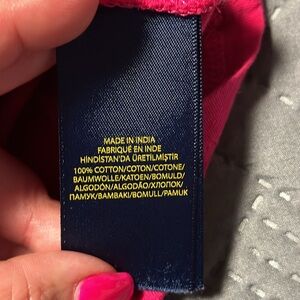 MADE IN INDIA
FABRIQUÉ EN INDE
HİNDİSTAN'DA ÜRETİLMİŞTİR
100% COTTON/COTON/COTONE/
BAUMWOLLE/KATOEN/BOMULD/
ALGODÓN/ALGODÃO/ХЛОПОК/
ПАМУК/BAMBAKI/BOMULL/PAMUK